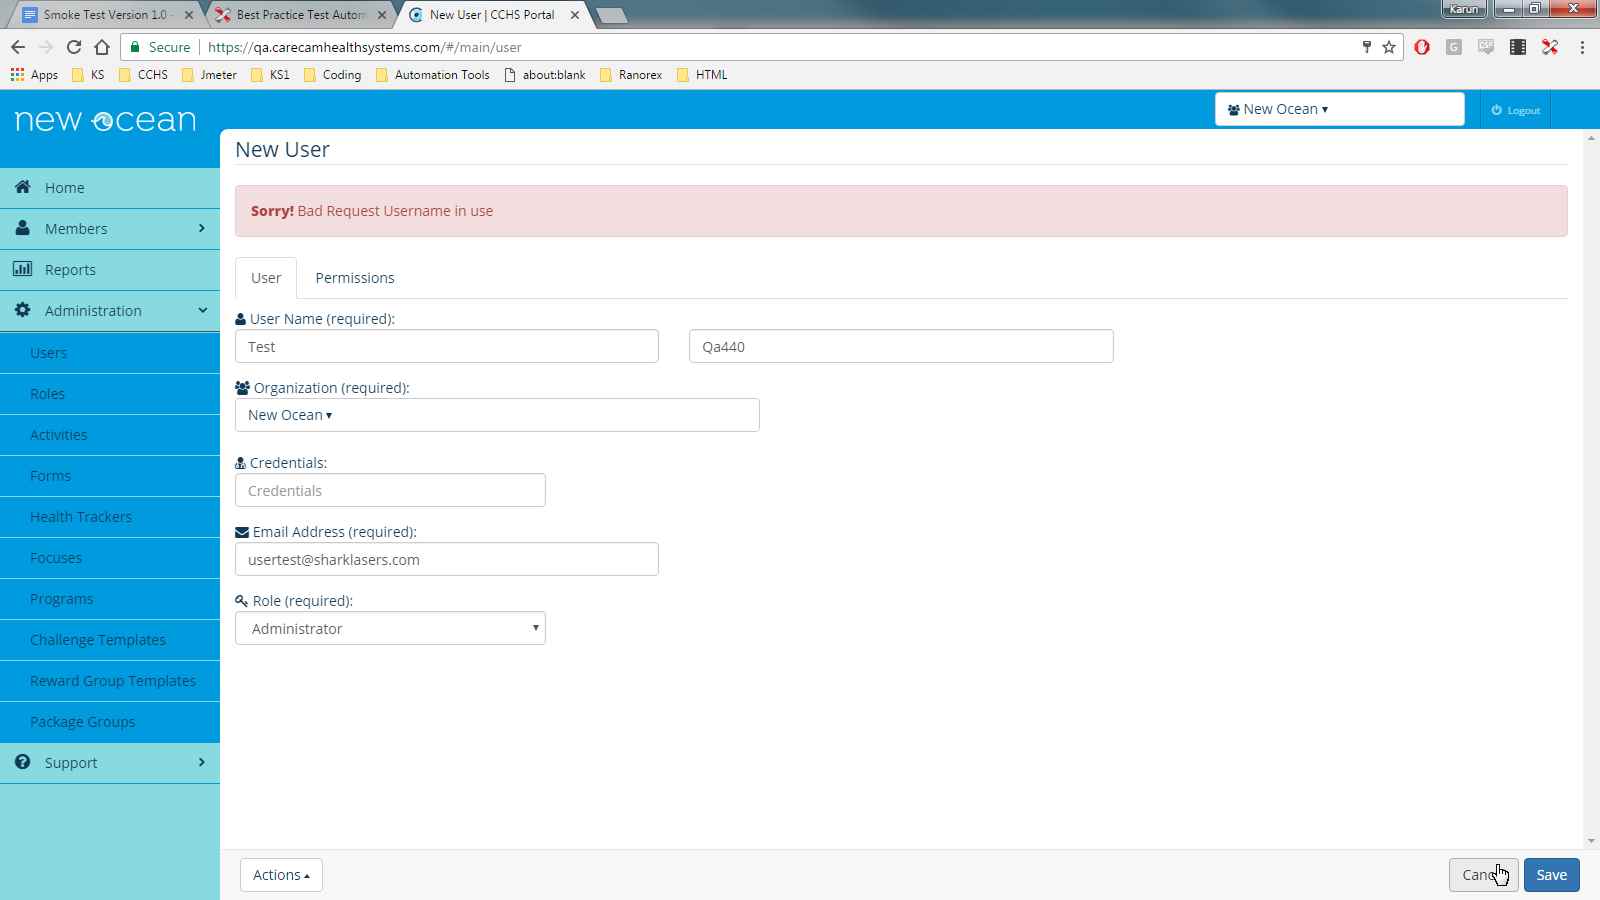 Smoke Test Version 1.0 -
Best Practice Test Autom
New User | CCHS Portal
Karun
Secure
https://qa.carecamhealthsystems.com/#/main/user
Apps
KS
CCHS
Jmeter
KS1
Coding
Automation Tools
about:blank
Ranorex
HTML
new ocean
New Ocean ▾
Logout
Home
Members
Reports
Administration
Users
Roles
Activities
Forms
Health Trackers
Focuses
Programs
Challenge Templates
Reward Group Templates
Package Groups
Support
New User
Sorry! Bad Request Username in use
User
Permissions
User Name (required):
Test
Qa440
Organization (required):
New Ocean ▾
Credentials:
Credentials
Email Address (required):
usertest@sharklasers.com
Role (required):
Administrator
Actions
Save